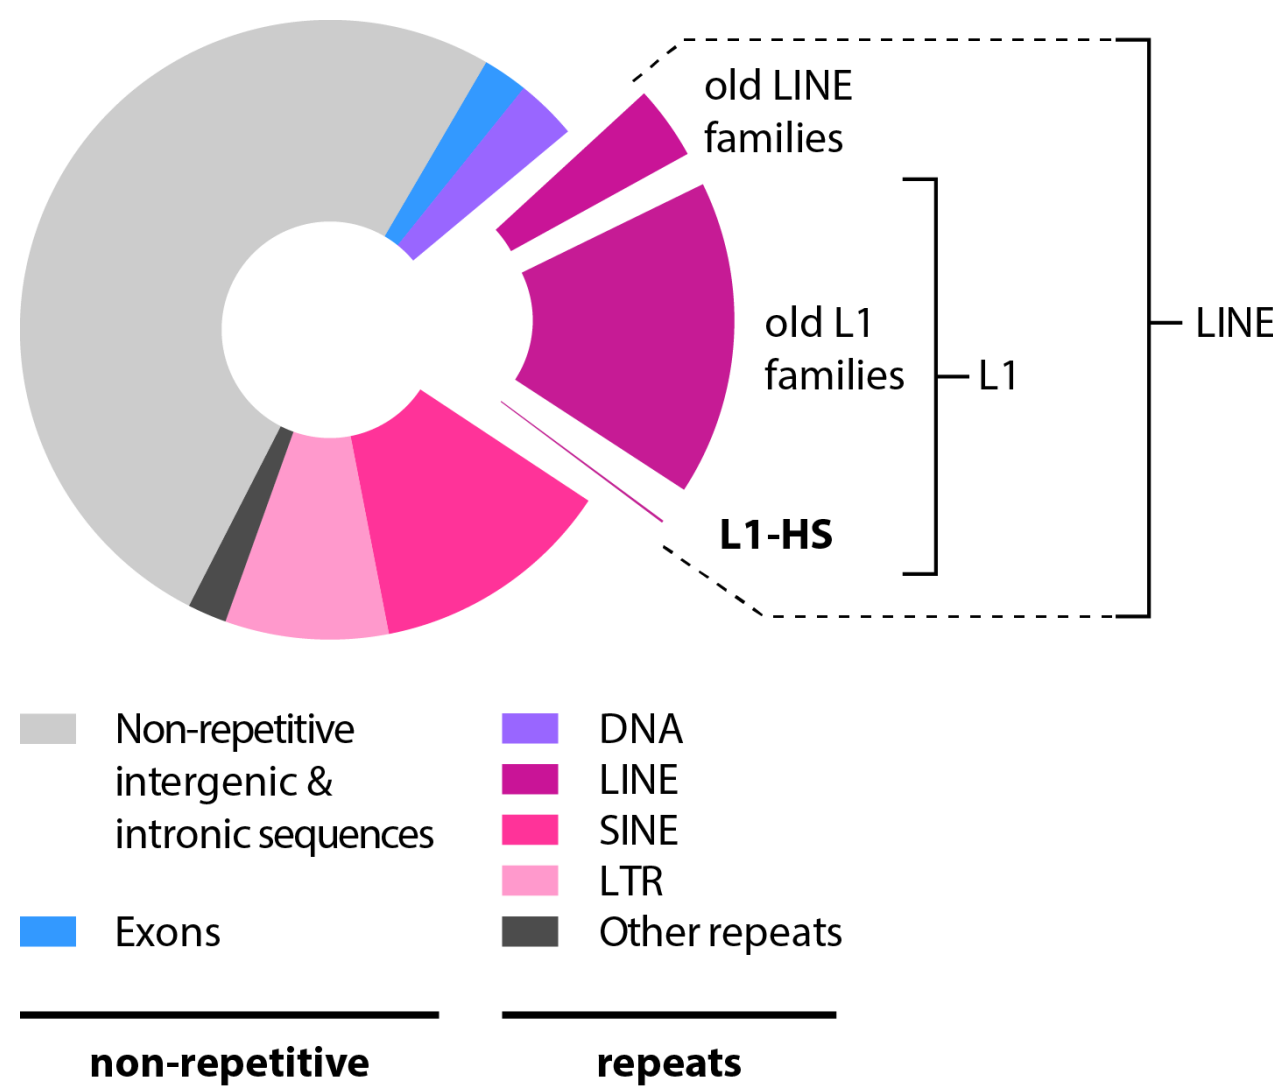 old LINE
families
old L1
families
L1
LINE
L1-HS
Non-repetitive
intergenic &
intronic sequences
Exons
non-repetitive
DNA
LINE
SINE
LTR
Other repeats
repeats